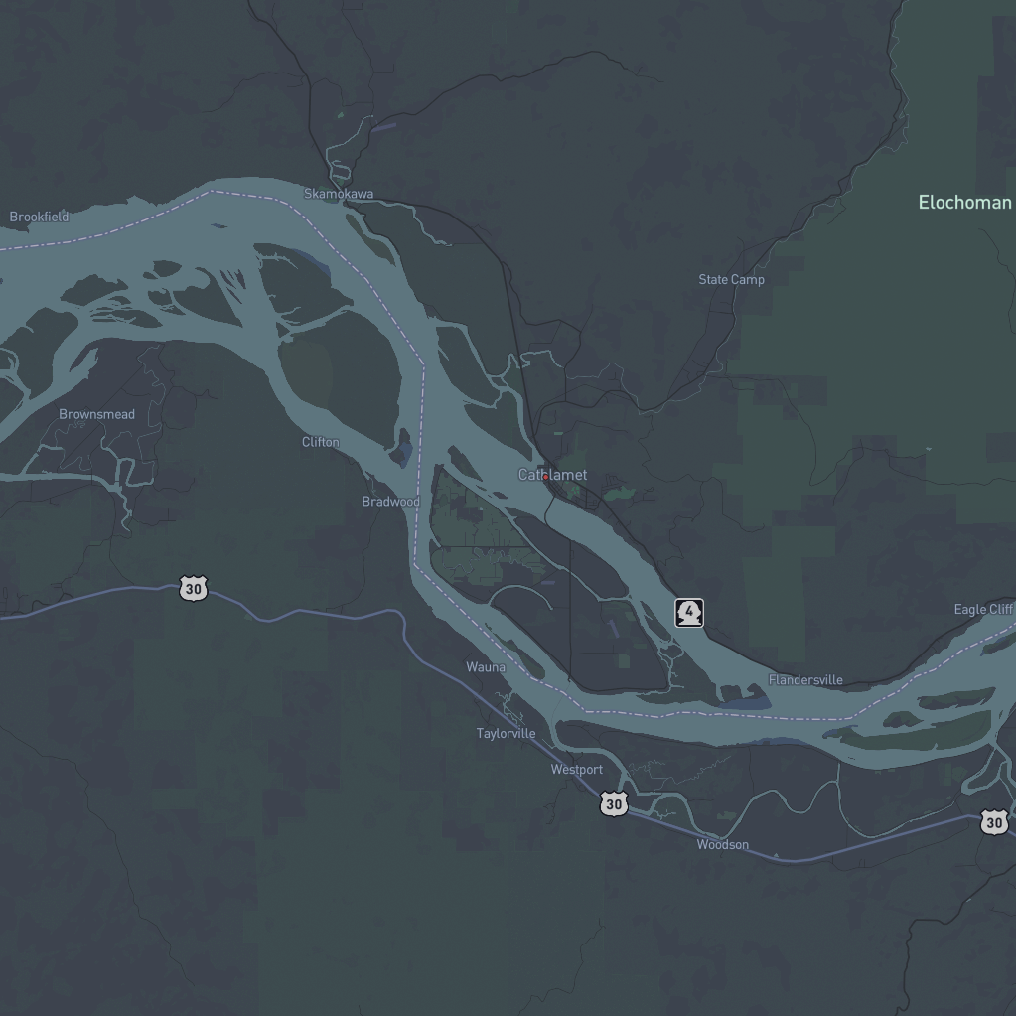 Skamokawa
Elochoman
Brookfield
State Camp
Brownsmead
Clifton
Cathlamet
Bradwood
30
4
Eagle Cliff
Wauna
Flandersville
Taylorville
Westport
30
30
Woodson